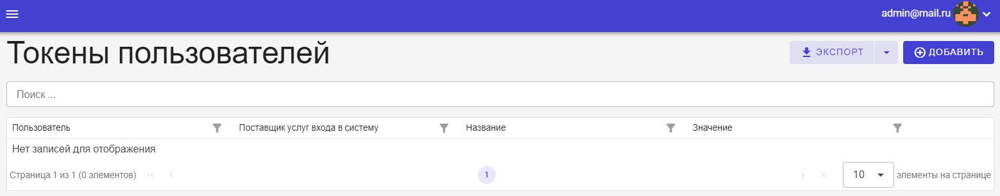 admin@mail.ru
Токены пользователей
ЭКСПОРТ
ДОБАВИТЬ
Поиск ...
Пользователь Поставщик услуг входа в систему Название Значение
Нет записей для отображения
Страница 1 из 1 (0 элементов) 1 10 элементы на странице